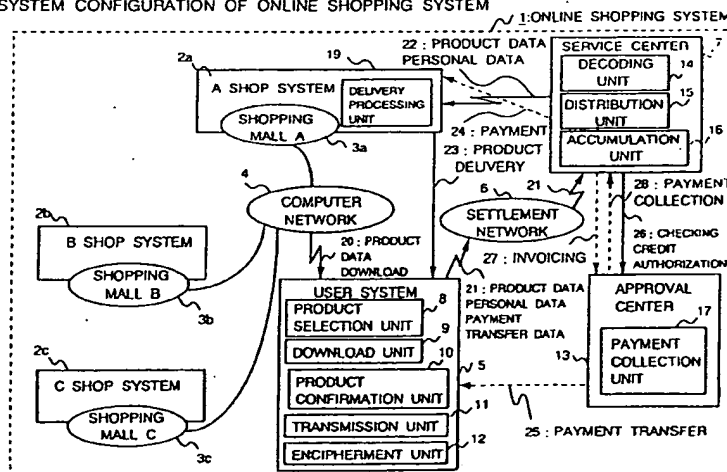 SYSTEM CONFIGURATION OF ONLINE SHOPPING SYSTEM
1:ONLINE SHOPPING SYSTEM
2a
19
22 : PRODUCT DATA
PERSONAL DATA
SERVICE CENTER
7
DECODING
UNIT
14
DISTRIBUTION
UNIT
15
ACCUMULATION
UNIT
16
A SHOP SYSTEM
DELIVERY
PROCESSING
UNIT
SHOPPING
MALL A
3a
24 : PAYMENT
23 : PRODUCT
DELIVERY
4
COMPUTER
NETWORK
6
21
SETTLEMENT
NETWORK
28 : PAYMENT
COLLECTION
26 : CHECKING
CREDIT
AUTHORIZATION
2b
B SHOP SYSTEM
SHOPPING
MALL B
3b
20 : PRODUCT
DATA
DOWNLOAD
27 : INVOICING
21 : PRODUCT DATA
PERSONAL DATA
PAYMENT
TRANSFER DATA
USER SYSTEM
PRODUCT
SELECTION UNIT
8
DOWNLOAD UNIT
9
10
PRODUCT
CONFIRMATION UNIT
5
TRANSMISSION UNIT
11
ENCIPHERMENT UNIT
12
APPROVAL
CENTER
17
13
PAYMENT
COLLECTION
UNIT
25 : PAYMENT TRANSFER
2c
C SHOP SYSTEM
SHOPPING
MALL C
3c